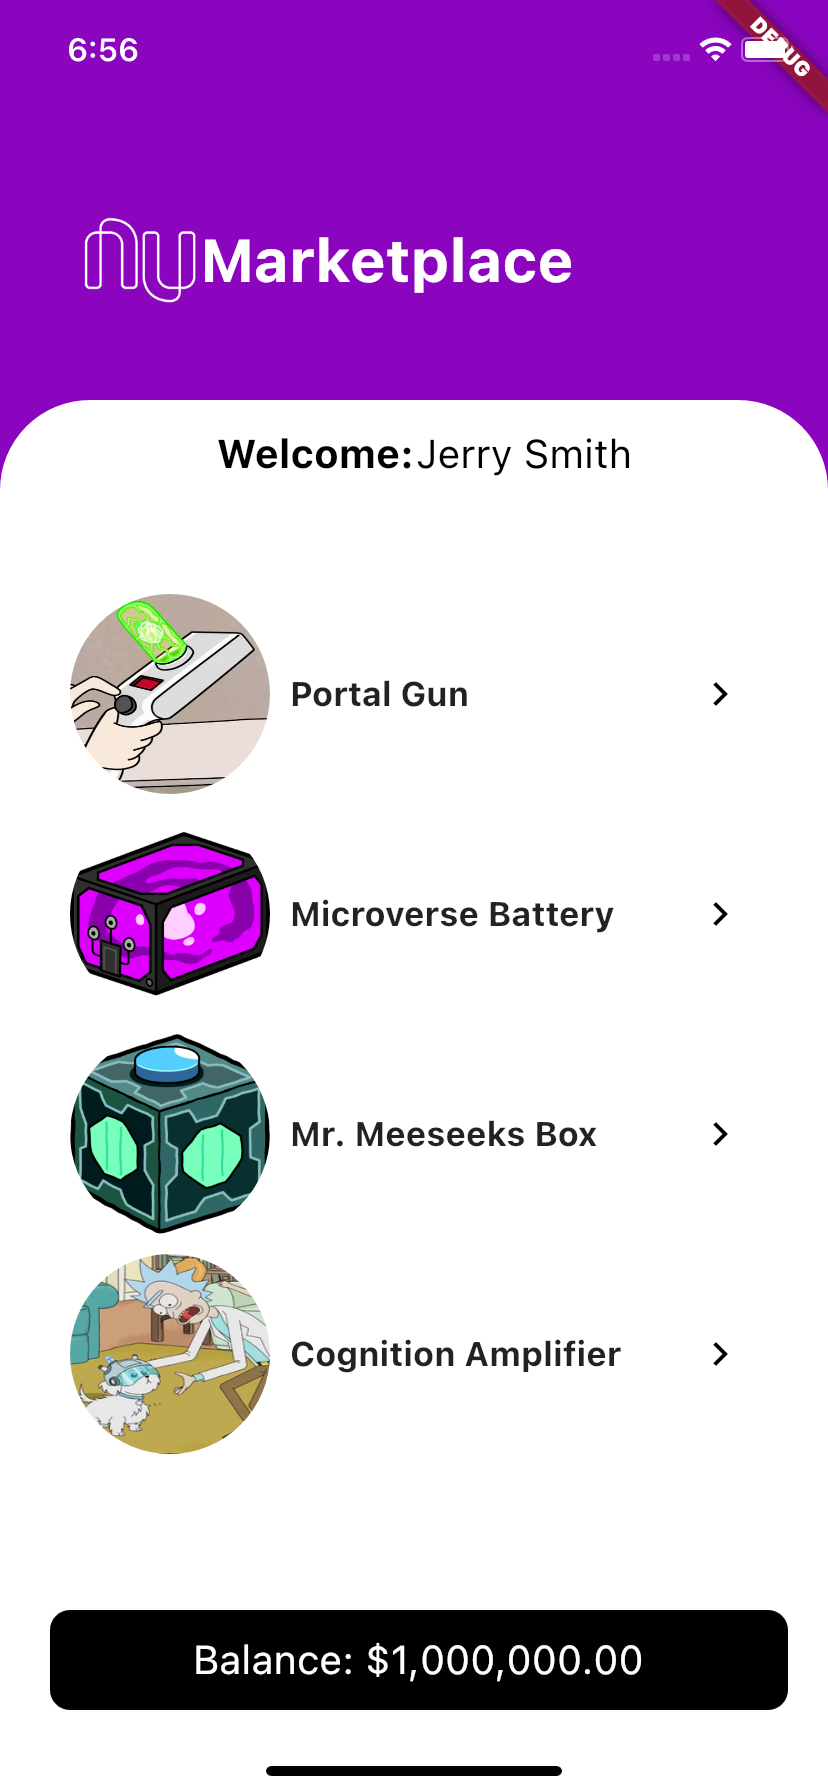 6:56
DEBUG
nu Marketplace
Welcome: Jerry Smith
Portal Gun
Microverse Battery
Mr. Meeseeks Box
Cognition Amplifier
Balance: $1,000,000.00